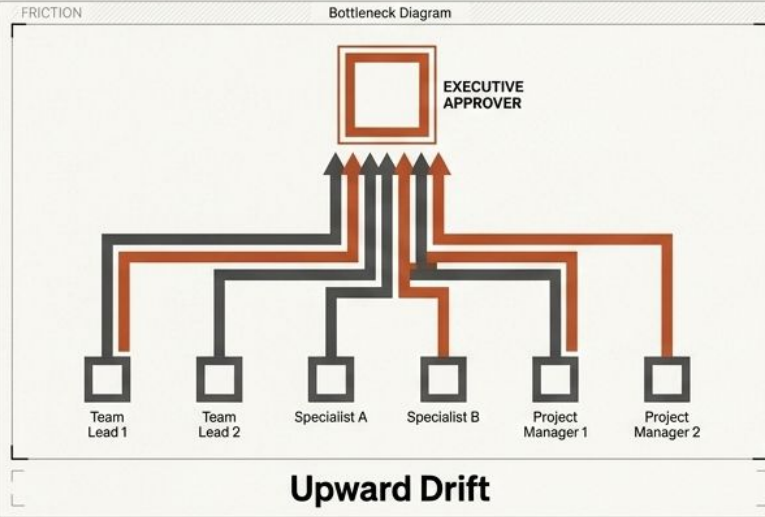 FRICTION
Bottleneck Diagram
EXECUTIVE
APPROVER
Team
Lead 1
Team
Lead 2
Speciaiist A
Specialist B
Project
Manager 1
Project
Manager 2
Upward Drift